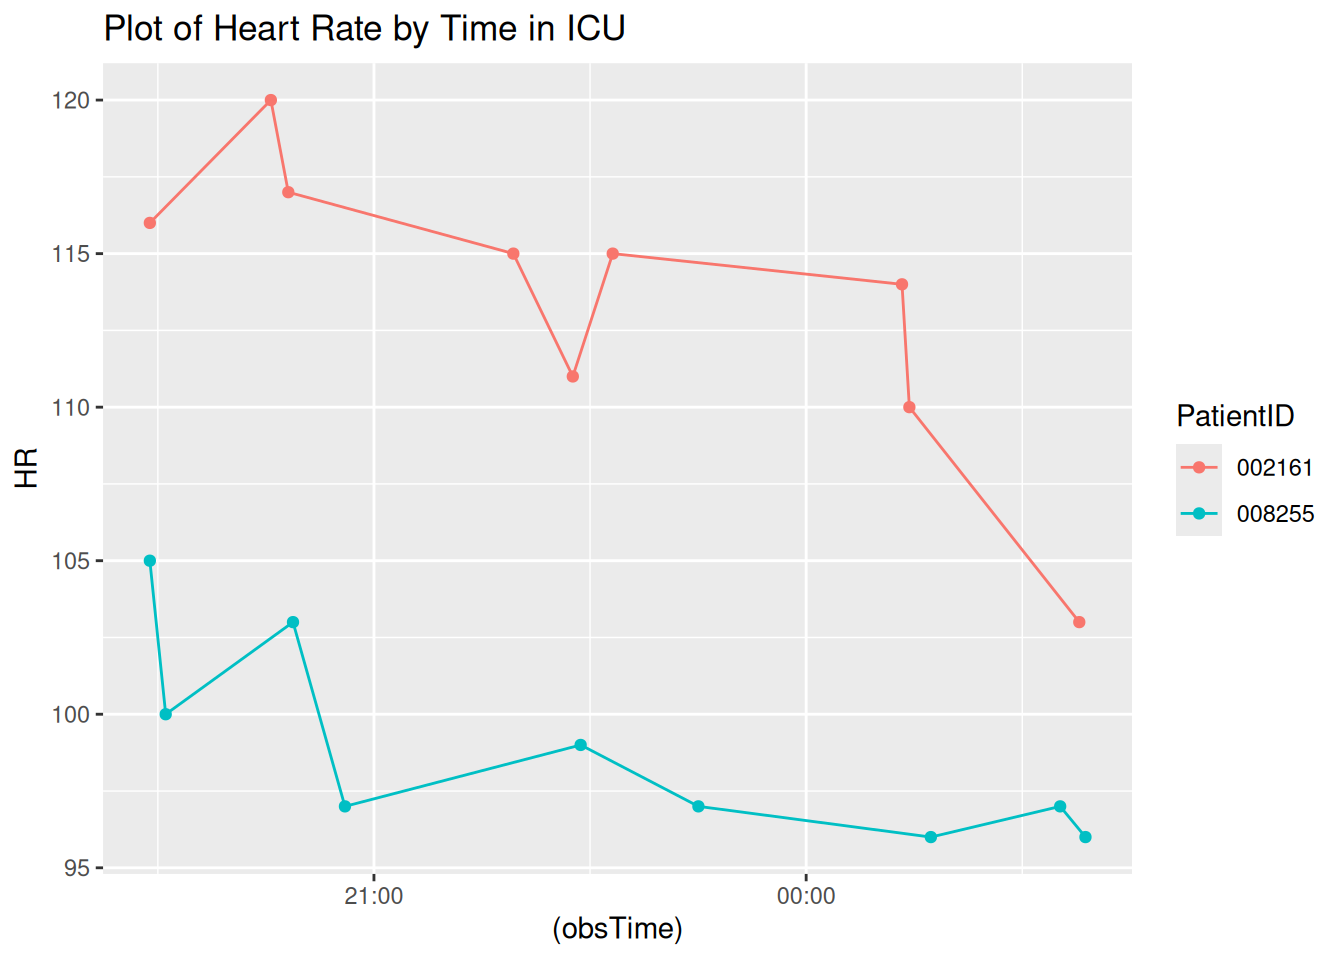 Plot of Heart Rate by Time in ICU
120
115
110
105
100
95
HR
21:00
00:00
(obsTime)
PatientID
002161
008255